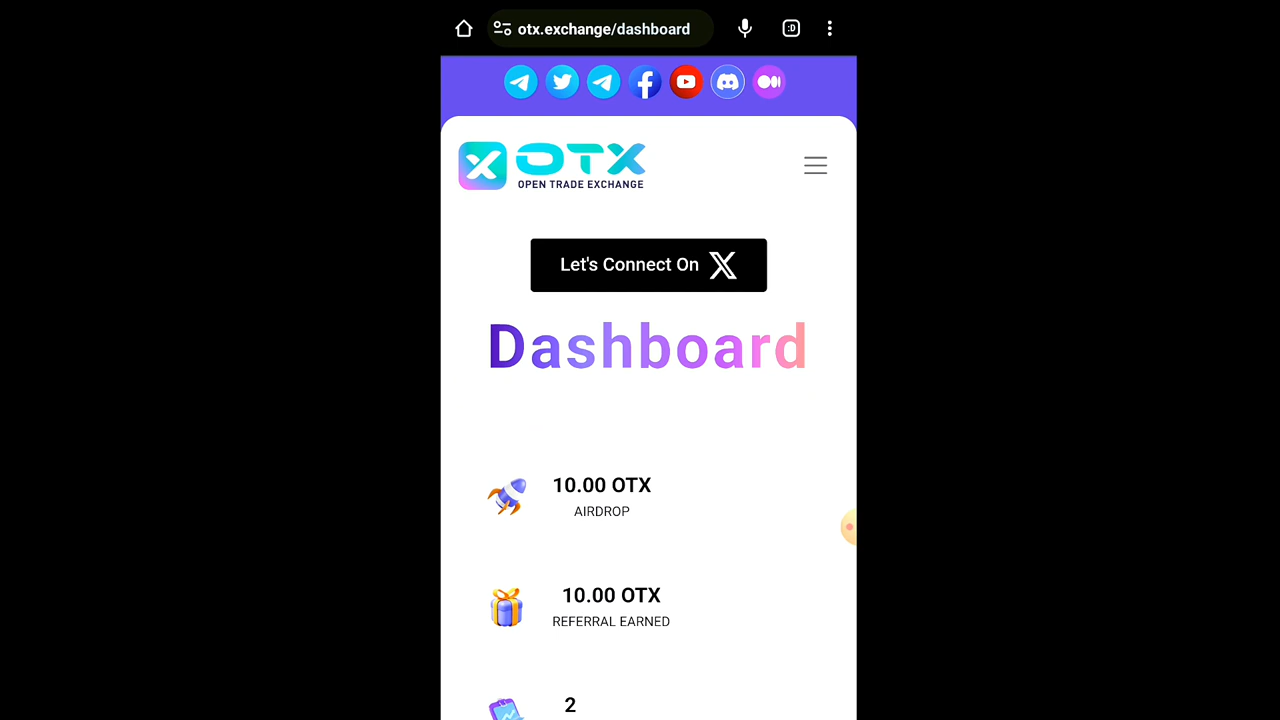 otx.exchange/dashboard
:D
OTX
OPEN TRADE EXCHANGE
Let's Connect On X
Dashboard
10.00 OTX
AIRDROP
10.00 OTX
REFERRAL EARNED
2